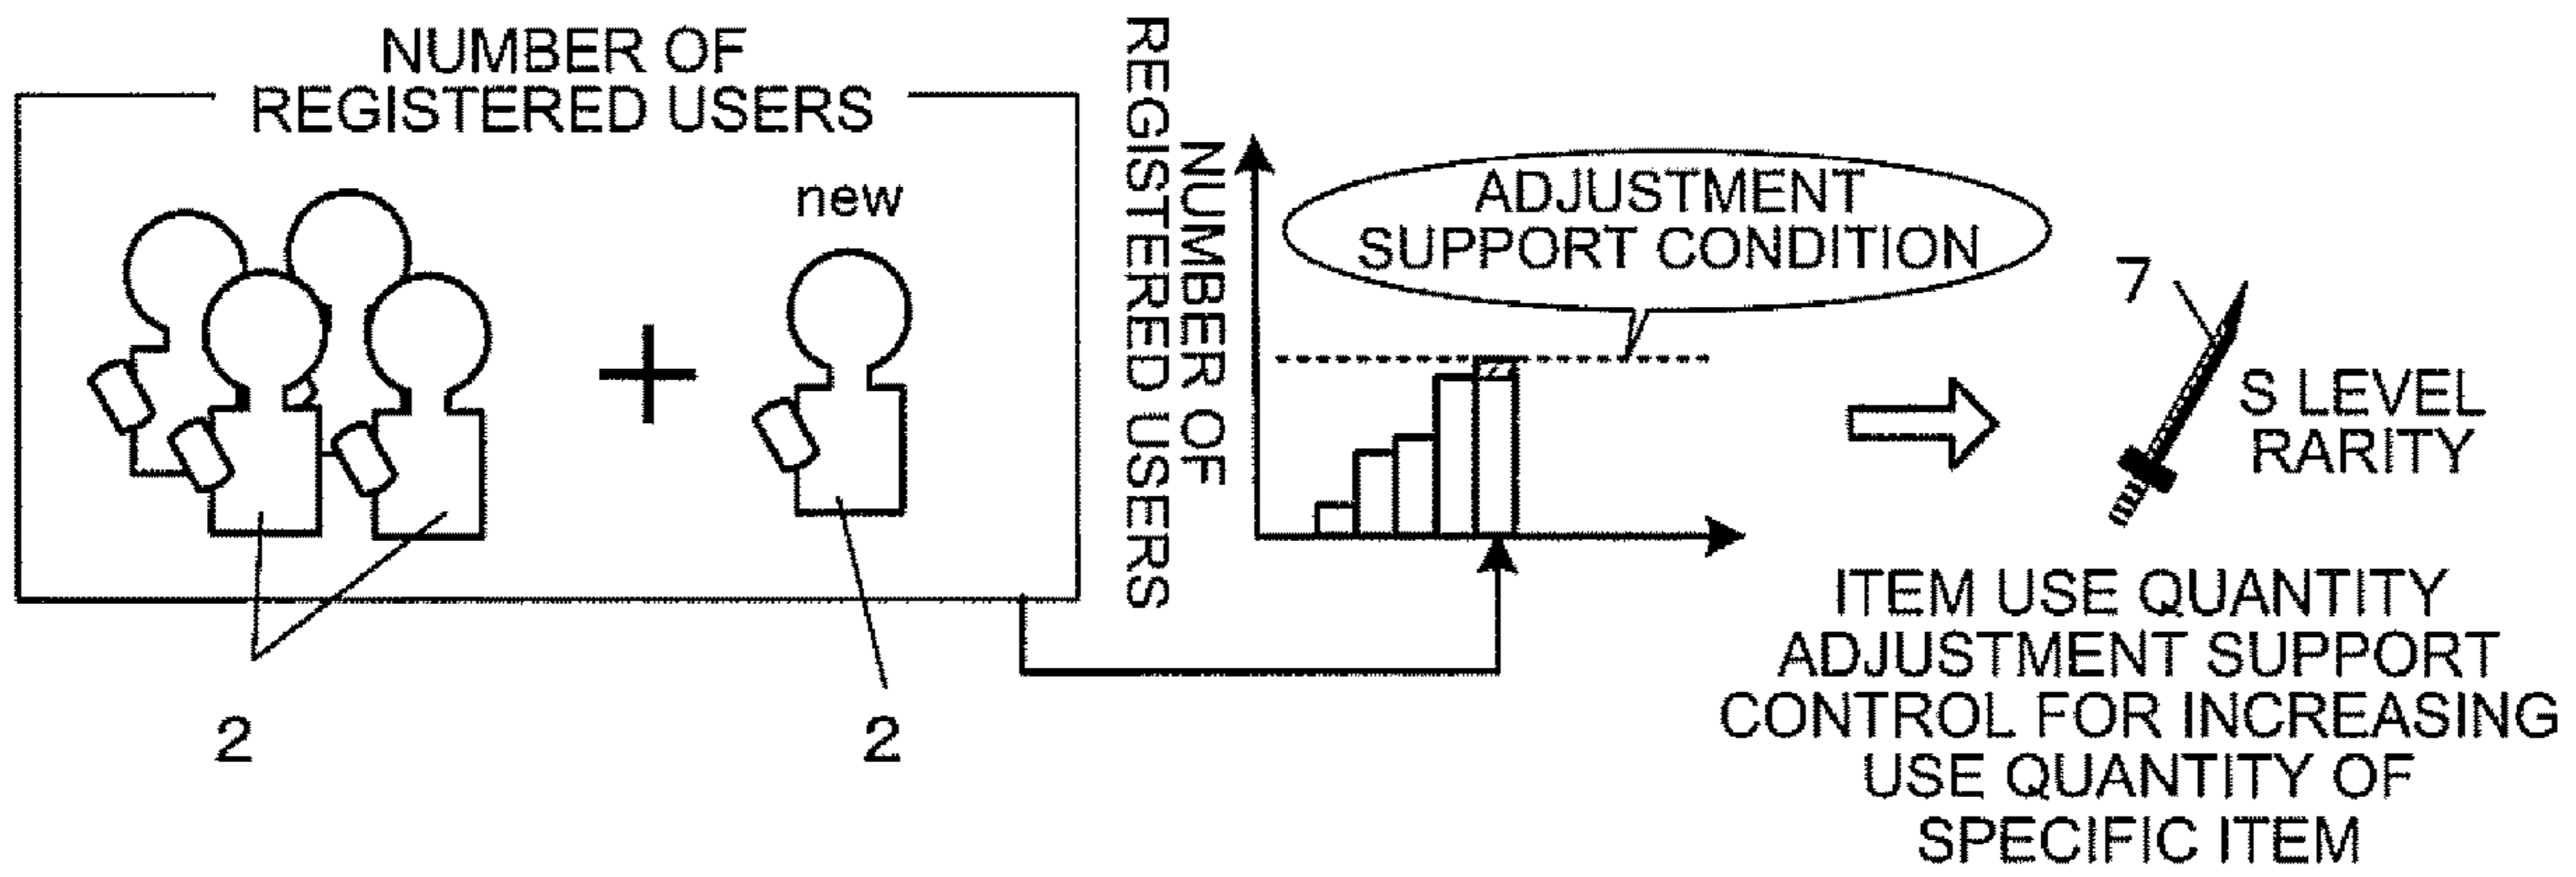 NUMBER OF
REGISTERED USERS
new
2
2
NUMBER OF
REGISTERED USERS
ADJUSTMENT
SUPPORT CONDITION
7
S LEVEL
RARITY
ITEM USE QUANTITY
ADJUSTMENT SUPPORT
CONTROL FOR INCREASING
USE QUANTITY OF
SPECIFIC ITEM